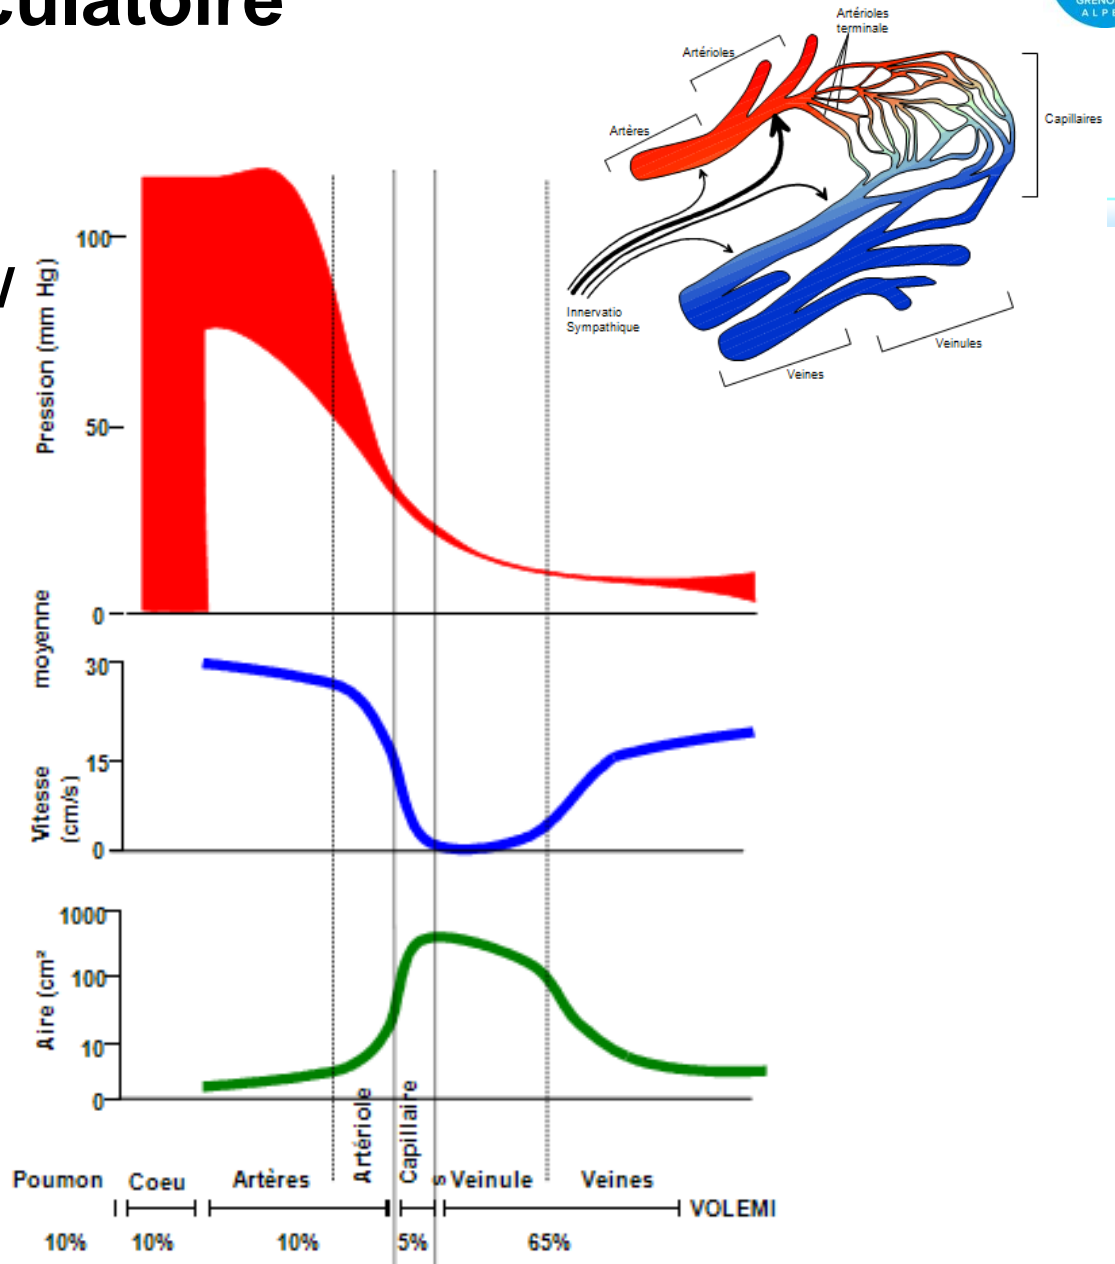 culatoire
GRENO
ALPE
Artérioles
terminale
Artérioles
Artères
Capillaires
Innervatio
Sympathique
Veinules
Veines
/
Pression (mm Hg)
100
50
0
moyenne
Vitesse
(cm/s)
30
15
0
Aire (cm²
1000
100
10
0
Poumon
Coeu
Artères
Artériole
Capillaire
s
Veinule
Veines
VOLEMI
10%
10%
10%
5%
65%